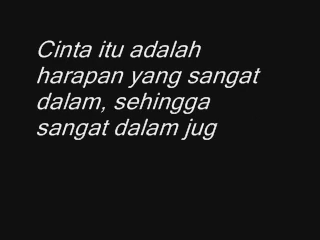 Cinta itu adalah
harapan yang sangat
dalam, sehingga
sangat dalam jug